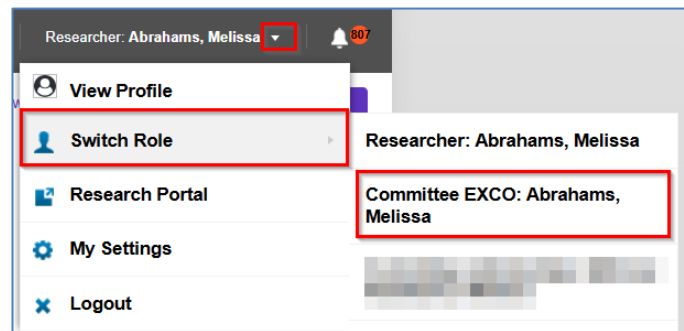 Researcher: Abrahams, Melissa
807
View Profile
Switch Role
Researcher: Abrahams, Melissa
Committee EXCO: Abrahams,
Melissa
Research Portal
My Settings
Logout